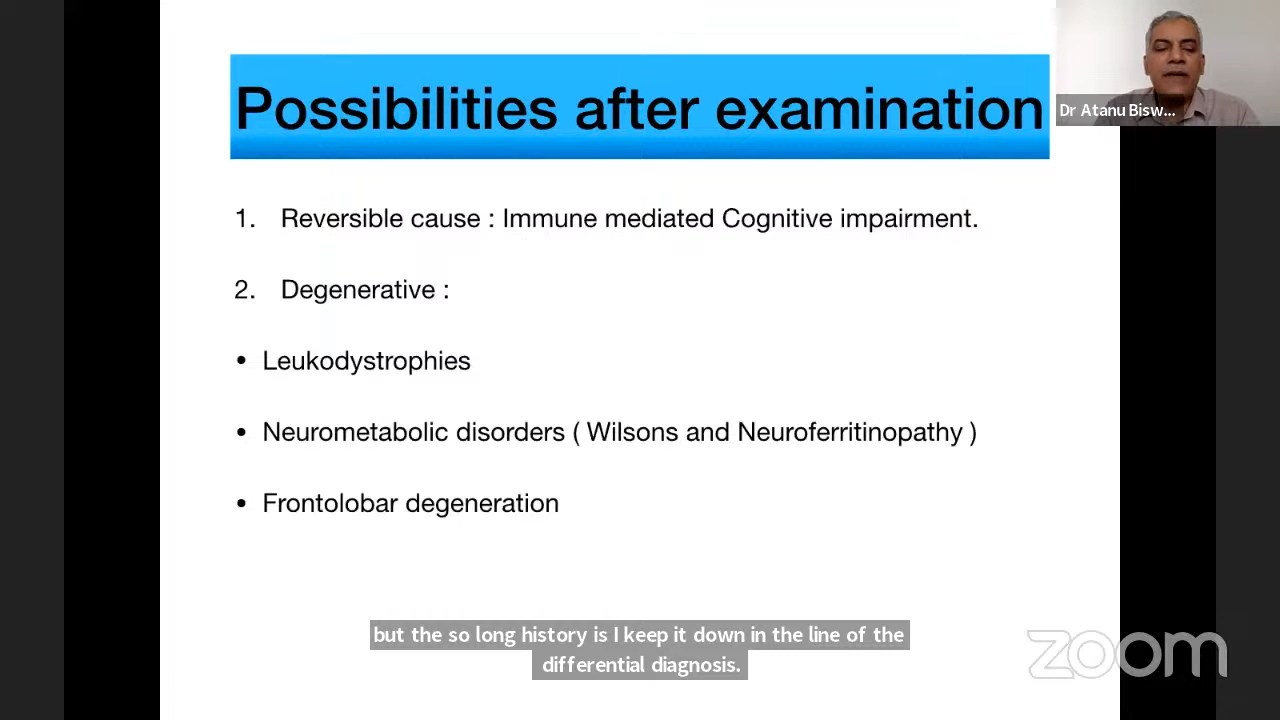 Possibilities after examination
Dr Atanu Bisw...
1. Reversible cause : Immune mediated Cognitive impairment.
2. Degenerative :
• Leukodystrophies
• Neurometabolic disorders ( Wilsons and Neuroferritinopathy )
• Frontolobar degeneration
but the so long history is I keep it down in the line of the
differential diagnosis.
zoom